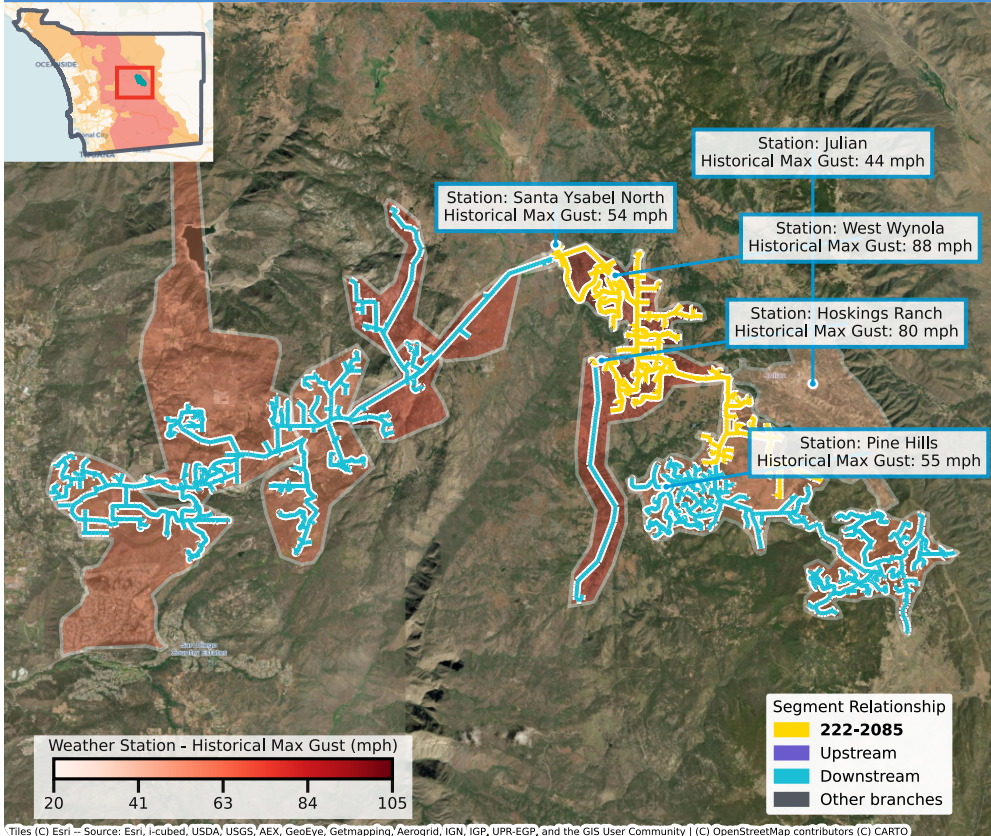 OCEANSIDE
Station: Julian
Historical Max Gust: 44 mph
Station: Santa Ysabel North
Historical Max Gust: 54 mph
Station: West Wynola
Historical Max Gust: 88 mph
Station: Hoskings Ranch
Historical Max Gust: 80 mph
Julian
Station: Pine Hills
Historical Max Gust: 55 mph
San Diego
Country Estates
Weather Station - Historical Max Gust (mph)
20 41 63 84 105
Segment Relationship
222-2085
Upstream
Downstream
Other branches
Tiles (C) Esri -- Source: Esri, i-cubed, USDA, USGS, AEX, GeoEye, Getmapping, Aerogrid, IGN, IGP, UPR-EGP, and the GIS User Community | (C) OpenStreetMap contributors (C) CARTO